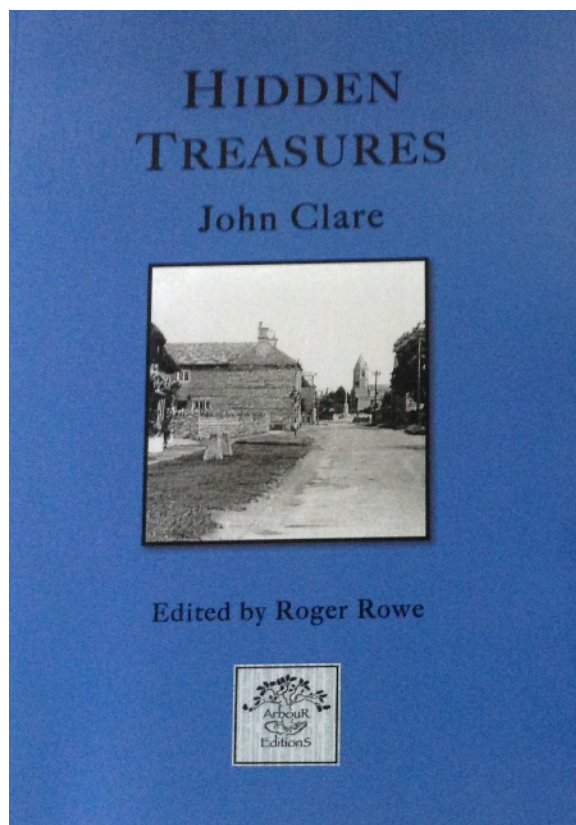 HIDDEN
TREASURES
John Clare
Edited by Roger Rowe
ArbouR
EditionS